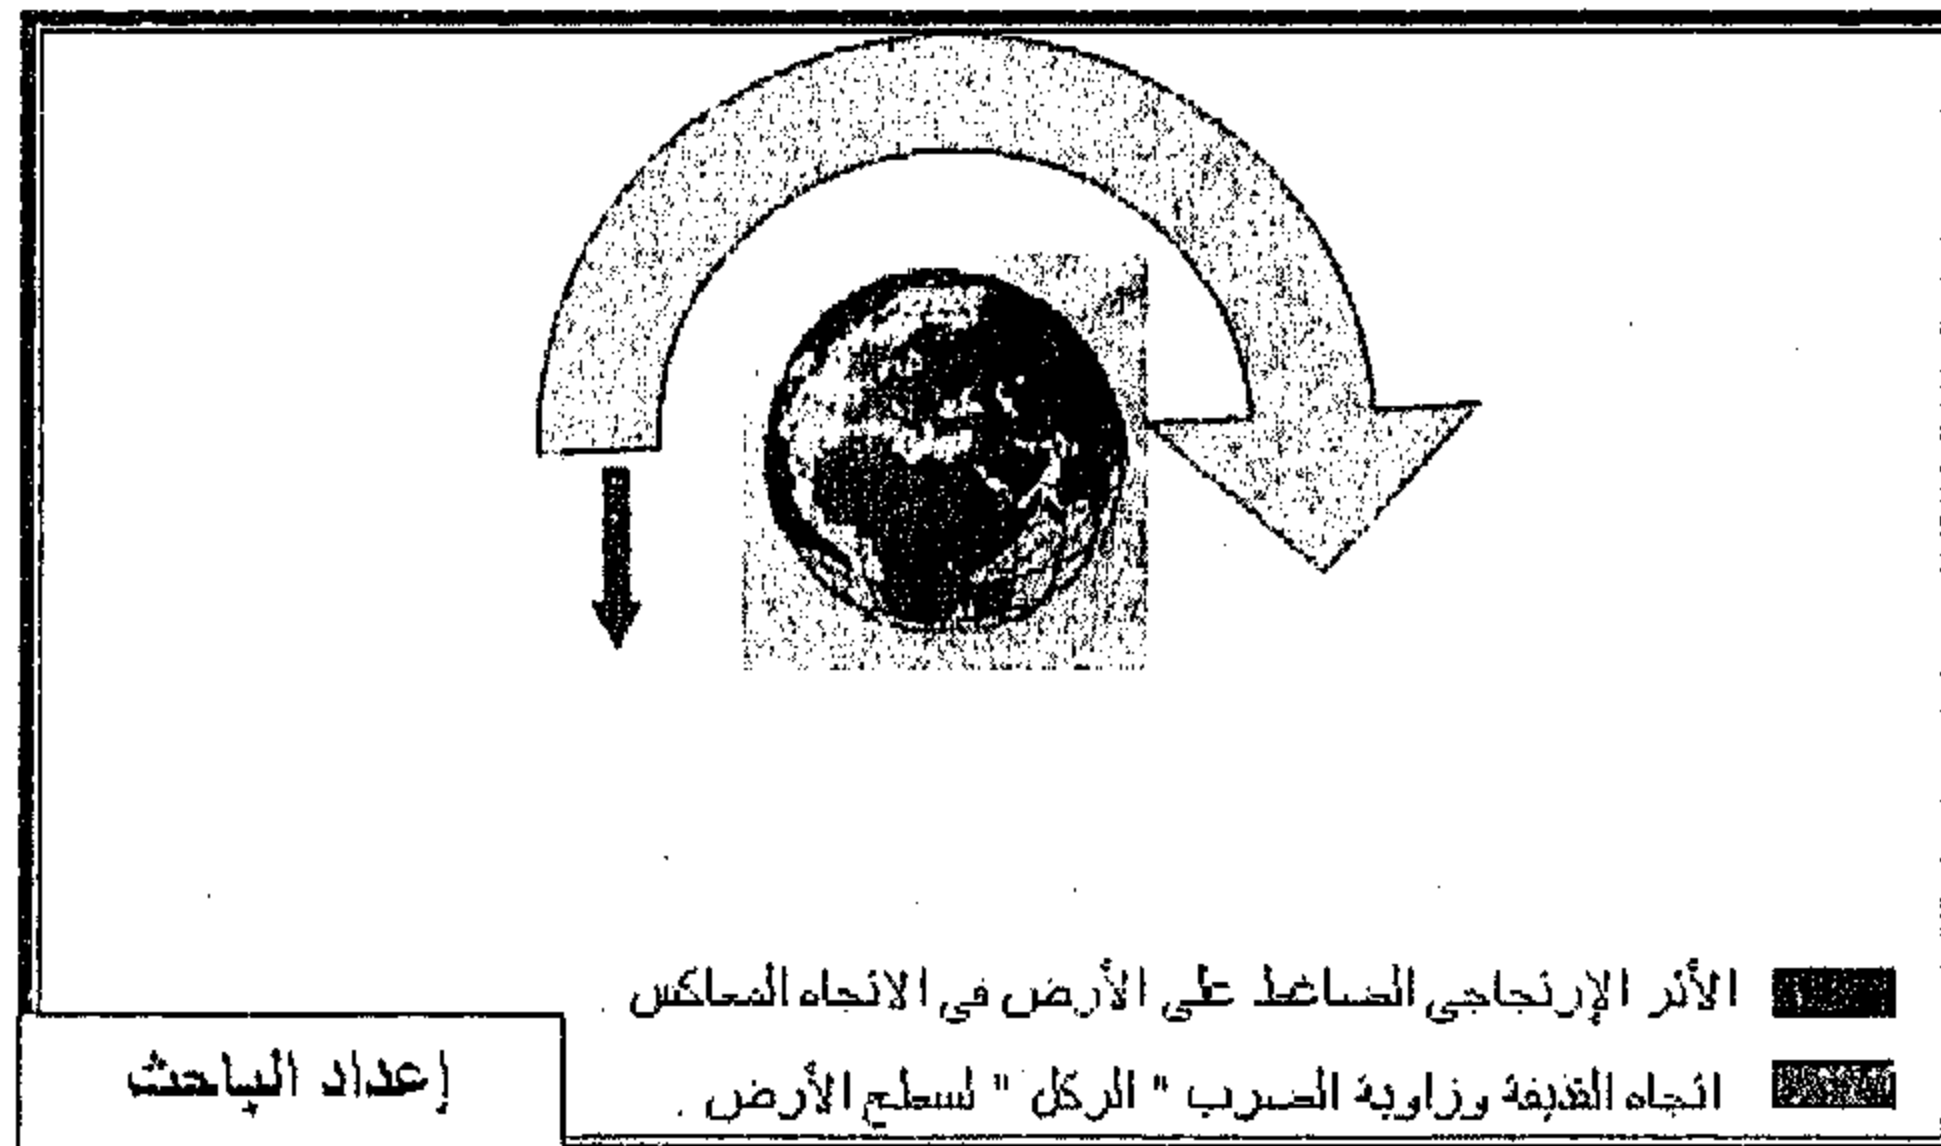 الأثر الإرتجاجى الضاغط على الأرض فى الاتجاه المعاكس .
اتجاه القذيفة وزاوية الضرب " الركل " لسطح الأرض .
إعداد الباحث